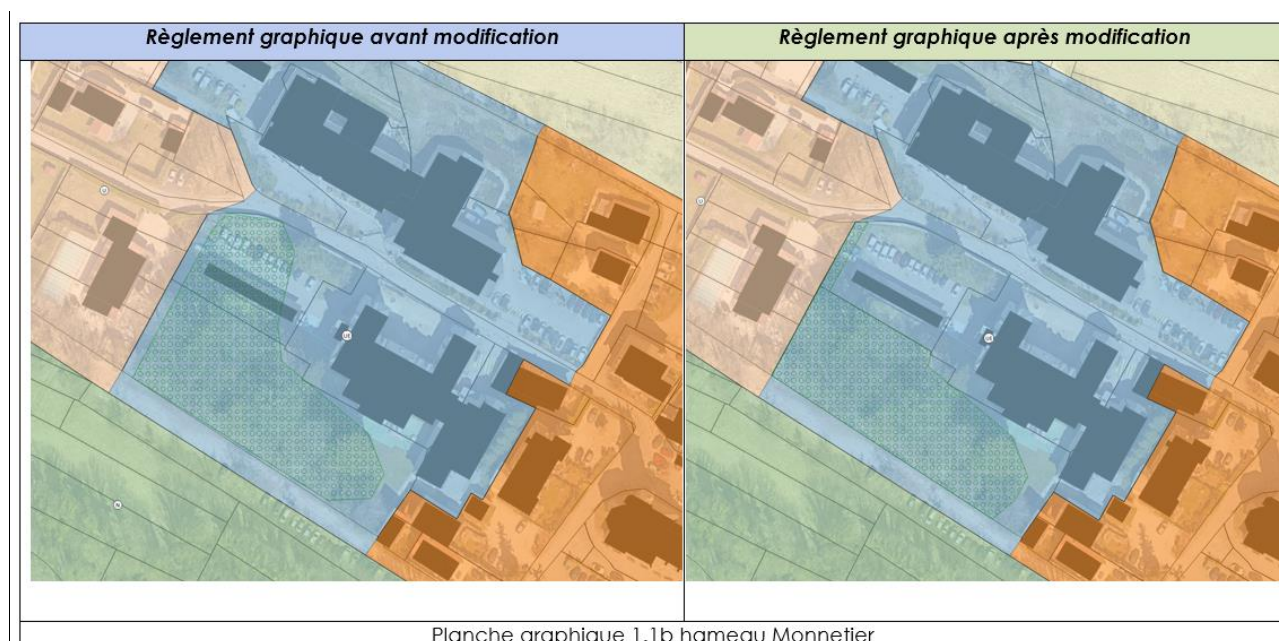 Règlement graphique avant modification
Règlement graphique après modification
Planche graphique 1.1b hameau Monnetier